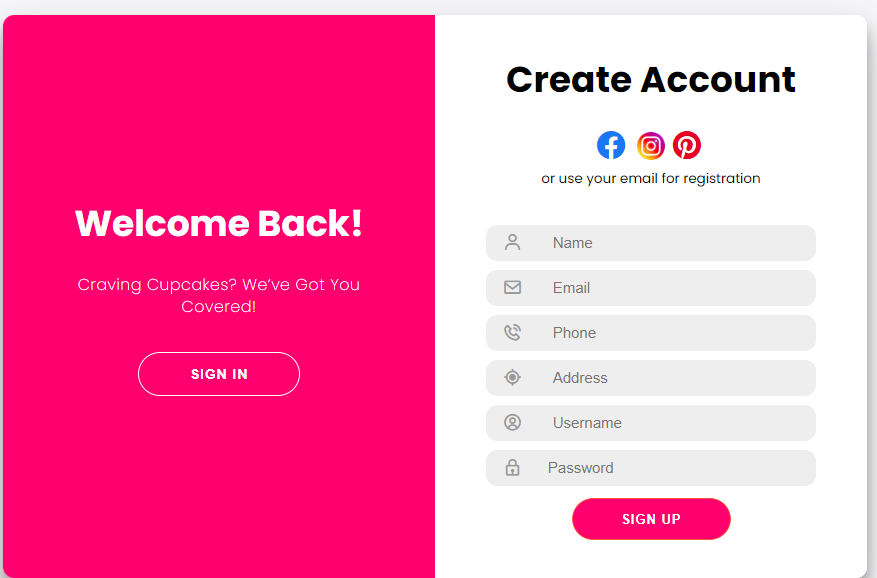 Welcome Back!
Craving Cupcakes? We’ve Got You
Covered!
SIGN IN
Create Account
or use your email for registration
Name
Email
Phone
Address
Username
Password
SIGN UP